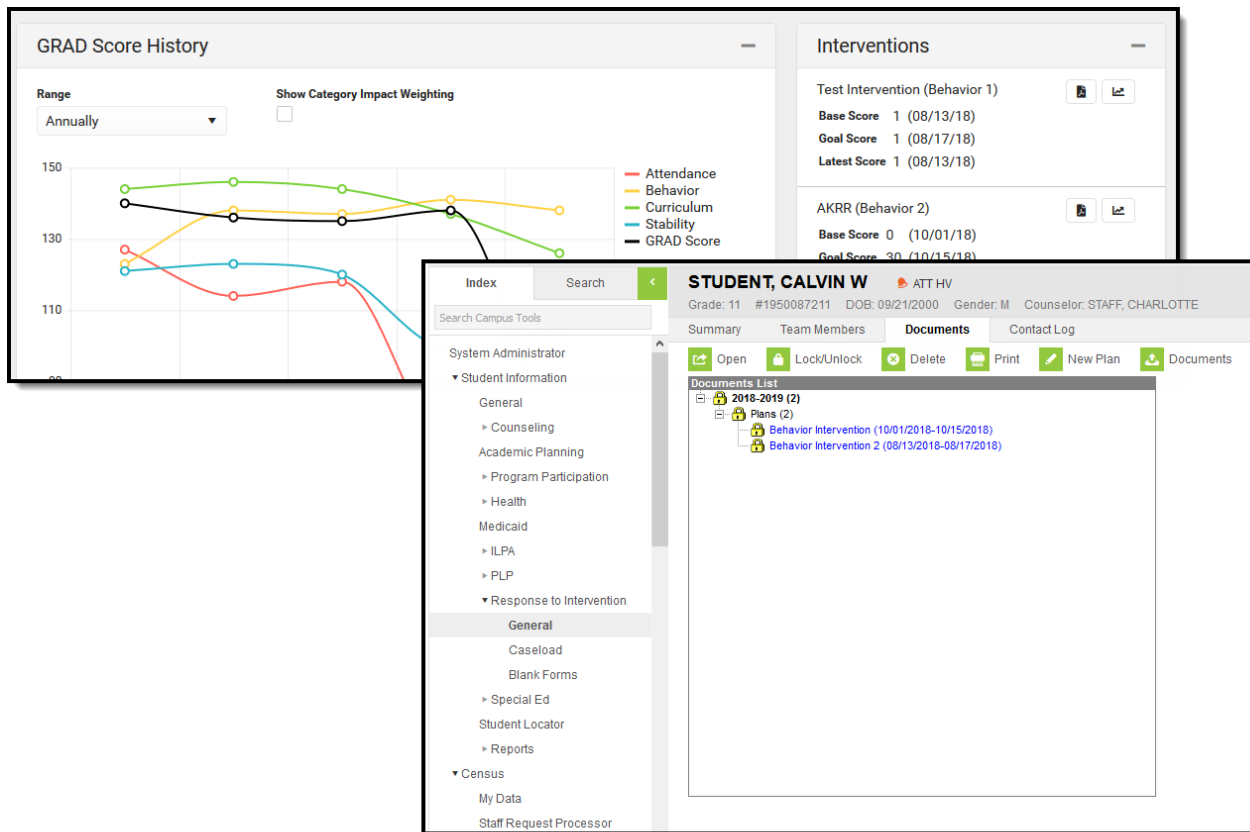 GRAD Score History
Range
Show Category Impact Weighting
Annually
150
130
110
Attendance
Behavior
Curriculum
Stability
GRAD Score
Interventions
Test Intervention (Behavior 1)
Base Score 1 (08/13/18)
Goal Score 1 (08/17/18)
Latest Score 1 (08/13/18)
AKRR (Behavior 2)
Base Score 0 (10/01/18)
Goal Score 30 (10/15/18)
Index
Search
Search Campus Tools
System Administrator
Student Information
General
Counseling
Academic Planning
Program Participation
Health
Medicaid
ILPA
PLP
Response to Intervention
General
Caseload
Blank Forms
Special Ed
Student Locator
Reports
Census
My Data
Staff Request Processor
STUDENT, CALVIN W ATT HV
Grade: 11 #1950087211 DOB: 09/21/2000 Gender: M Counselor: STAFF, CHARLOTTE
Summary Team Members Documents Contact Log
Open Lock/Unlock Delete Print New Plan Documents
Documents List
2018-2019 (2)
Plans (2)
Behavior Intervention (10/01/2018-10/15/2018)
Behavior Intervention 2 (08/13/2018-08/17/2018)